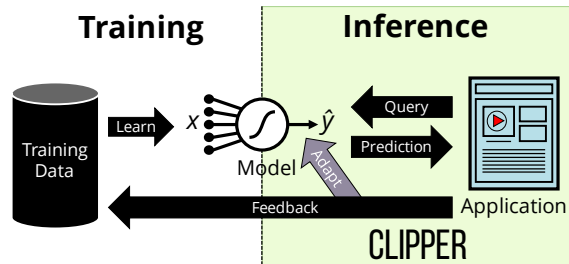 Training
Inference
Training
Data
Learn
x
ŷ
Model
Adapt
Query
Prediction
Application
Feedback
CLIPPER